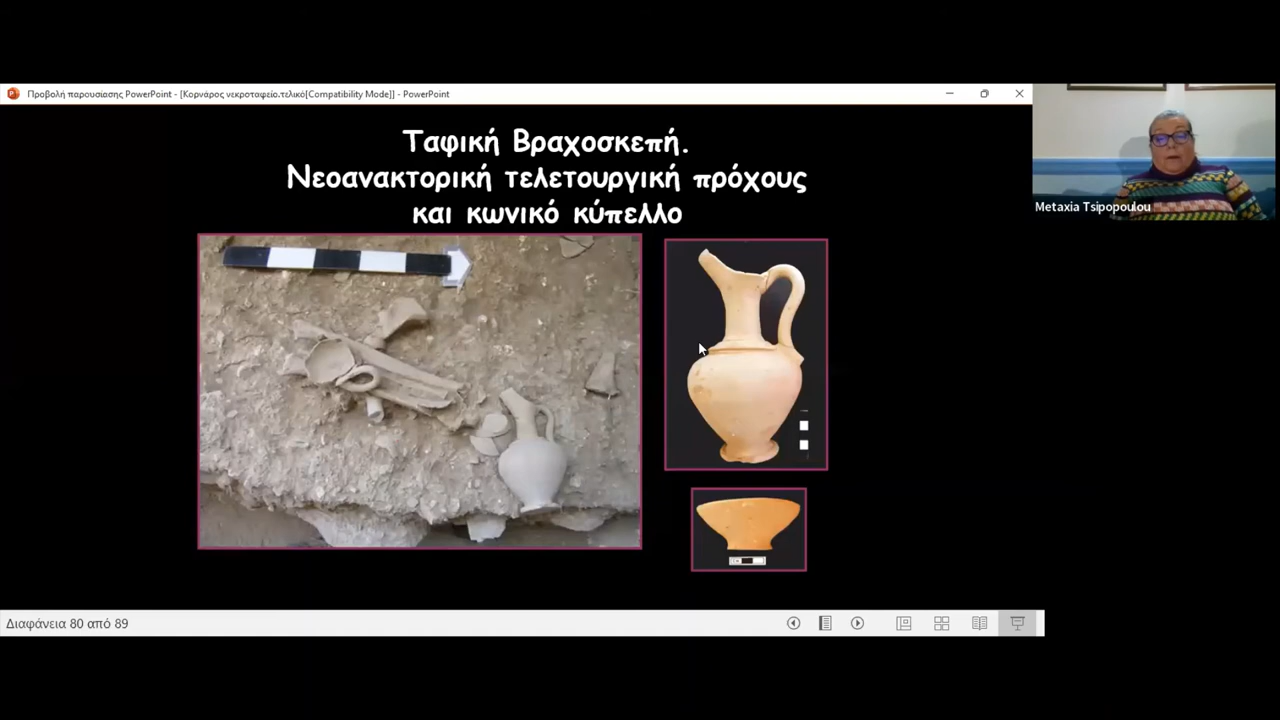 Προβολή παρουσίασης PowerPoint - [Κορνάρος νεκροταφείο.τελικό[Compatibility Mode]] - PowerPoint
Ταφική Βραχοσκεπή.
Νεοανακτορική τελετουργική πρόχους
και κωνικό κύπελλο
Metaxia Tsipopoulou
Διαφάνεια 80 από 89